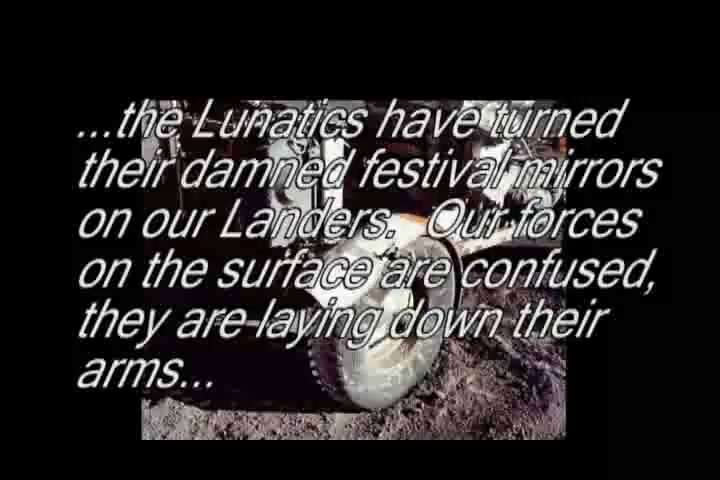 ...the Lunatics have turned
their damned festival mirrors
on our Landers.  Our forces
on the surface are confused,
they are laying down their
arms...